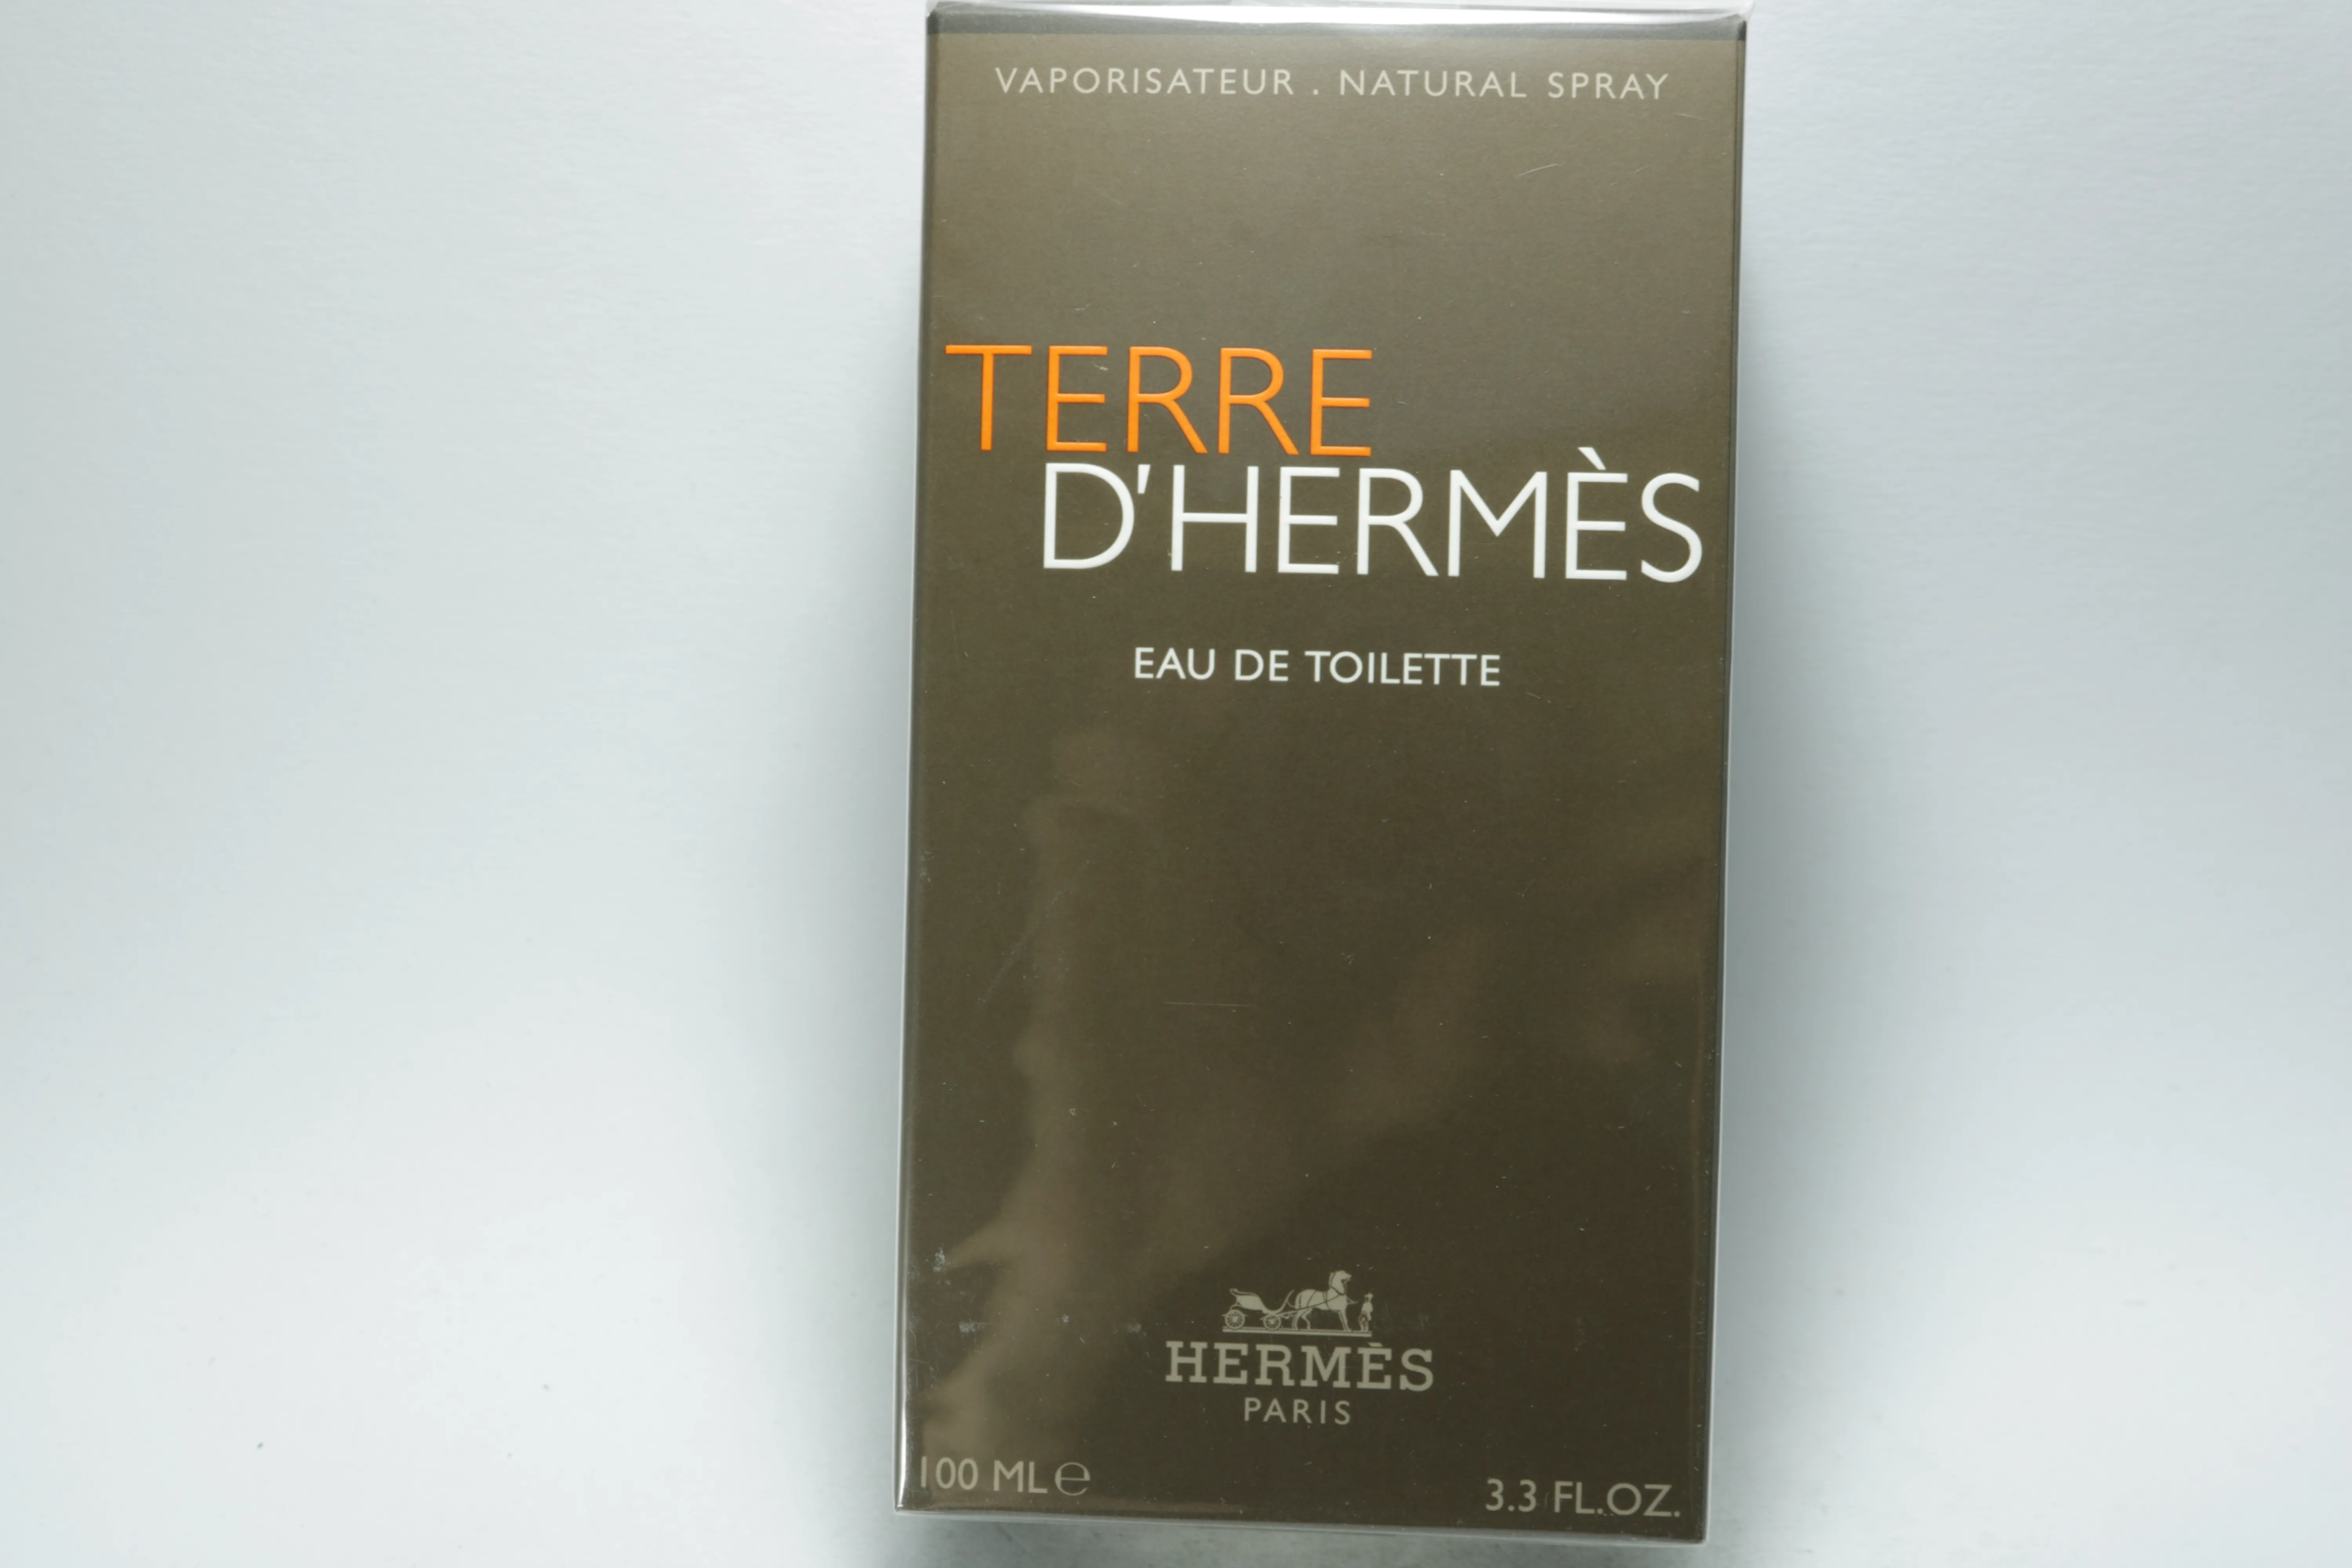 VAPORISATEUR . NATURAL SPRAY
TERRE
D'HERMÈS
EAU DE TOILETTE
HERMÈS
PARIS
100 ML ℮
3.3 FL.OZ.